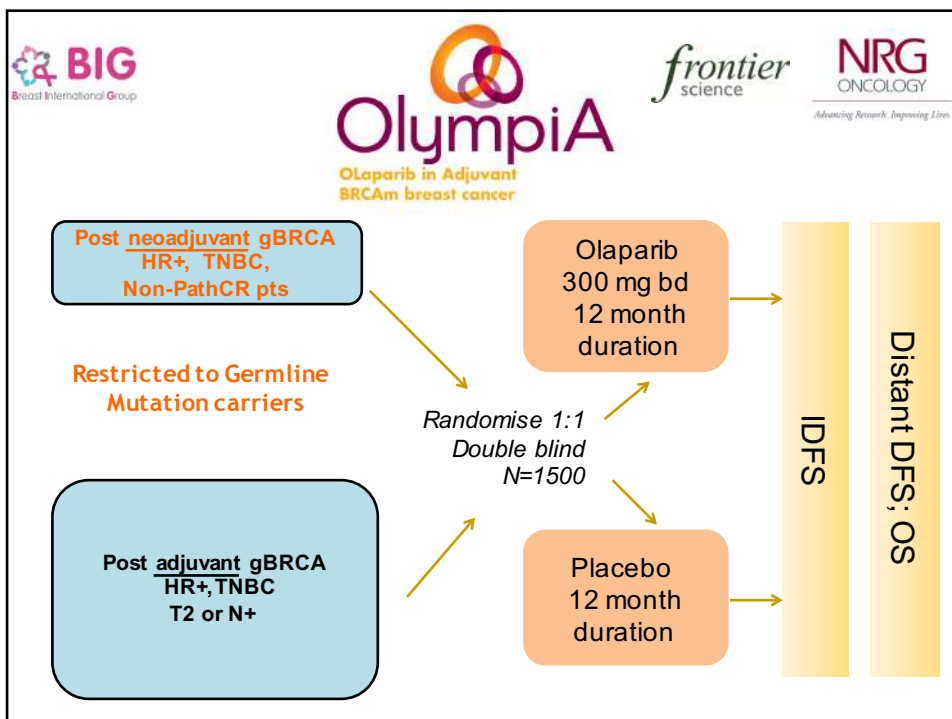 BIG
Breast International Group
OlympiA
OLaparib in Adjuvant
BRCAm breast cancer
frontier
science
NRG
ONCOLOGY
Advancing Research. Improving Lives.
Post neoadjuvant gBRCA
HR+, TNBC,
Non-PathCR pts
Restricted to Germline
Mutation carriers
Post adjuvant gBRCA
HR+,TNBC
T2 or N+
Randomise 1:1
Double blind
N=1500
Olaparib
300 mg bd
12 month
duration
Placebo
12 month
duration
IDFS
Distant DFS; OS